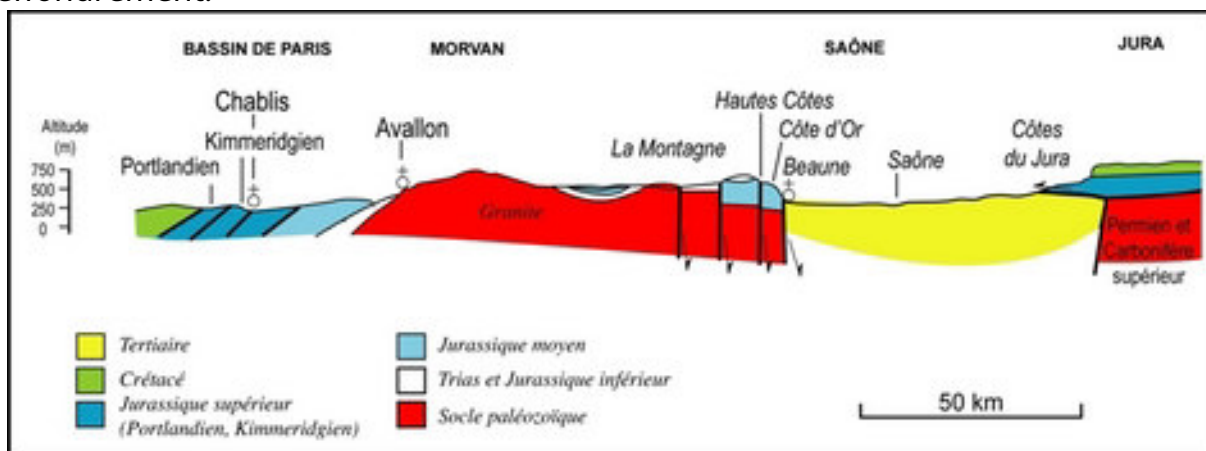 BASSIN DE PARIS
MORVAN
SAÔNE
JURA
Chablis
Kimmeridgien
Portlandien
Avallon
La Montagne
Hautes Côtes
Côte d'Or
Beaune
Saône
Côtes
du Jura
Altitude
(m)
750
500
250
0
Granite
Permien et
Carbonifère
supérieur
Tertiaire
Crétacé
Jurassique supérieur
(Portlandien, Kimmeridgien)
Jurassique moyen
Trias et Jurassique inférieur
Socle paléozoïque
50 km